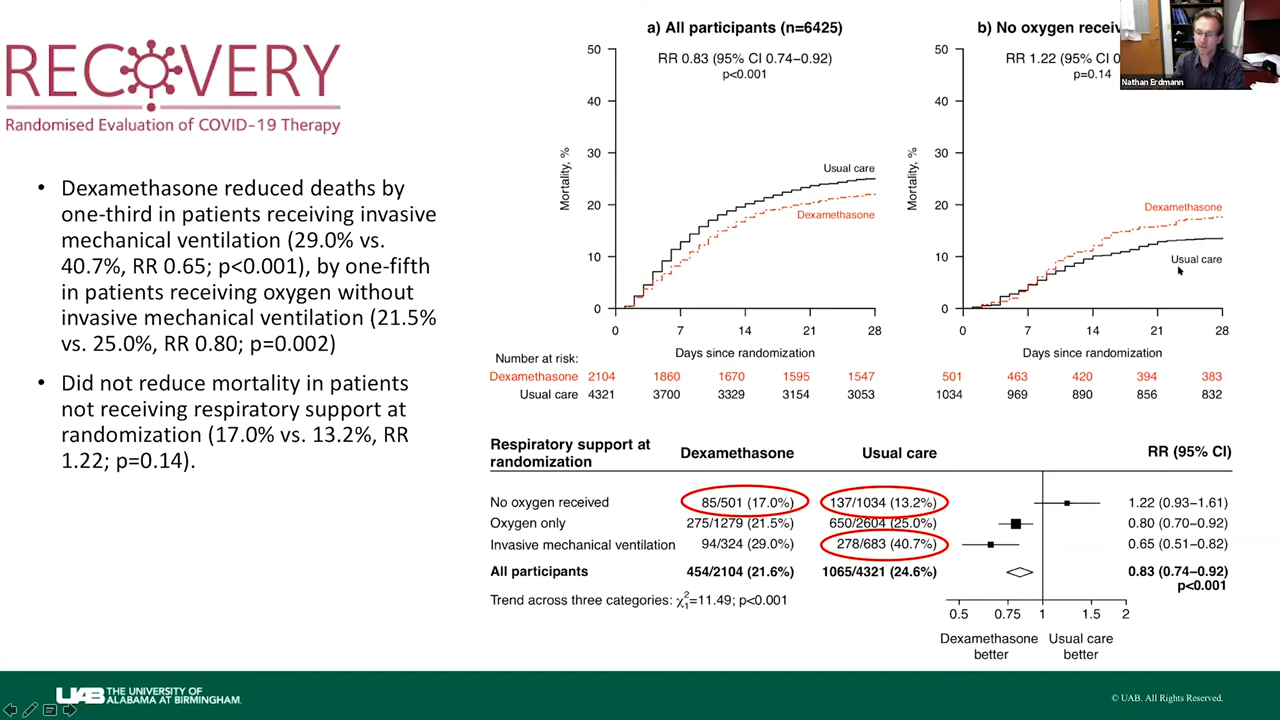 RECOVERY
Randomised Evaluation of COVID-19 Therapy
• Dexamethasone reduced deaths by
one-third in patients receiving invasive
mechanical ventilation (29.0% vs.
40.7%, RR 0.65; p<0.001), by one-fifth
in patients receiving oxygen without
invasive mechanical ventilation (21.5%
vs. 25.0%, RR 0.80; p=0.002)
• Did not reduce mortality in patients
not receiving respiratory support at
randomization (17.0% vs. 13.2%, RR
1.22; p=0.14).
a) All participants (n=6425)
RR 0.83 (95% CI 0.74–0.92)
p<0.001
50
40
30
20
10
0
Mortality, %
Usual care
Dexamethasone
0 7 14 21 28
Days since randomization
b) No oxygen receiv
RR 1.22 (95% CI 0
p=0.14
Nathan Erdmann
50
40
30
20
10
0
Mortality, %
Dexamethasone
Usual care
0 7 14 21 28
Days since randomization
Number at risk:
Dexamethasone 2104 1860 1670 1595 1547 501 463 420 394 383
Usual care 4321 3700 3329 3154 3053 1034 969 890 856 832
Respiratory support at
randomization
Dexamethasone Usual care RR (95% CI)
No oxygen received 85/501 (17.0%) 137/1034 (13.2%) 1.22 (0.93–1.61)
Oxygen only 275/1279 (21.5%) 650/2604 (25.0%) 0.80 (0.70–0.92)
Invasive mechanical ventilation 94/324 (29.0%) 278/683 (40.7%) 0.65 (0.51–0.82)
All participants 454/2104 (21.6%) 1065/4321 (24.6%) 0.83 (0.74–0.92)
p<0.001
Trend across three categories: χ²₁=11.49; p<0.001
0.5 0.75 1 1.5 2
Dexamethasone
better
Usual care
better
UAB THE UNIVERSITY OF
ALABAMA AT BIRMINGHAM.
© UAB. All Rights Reserved.